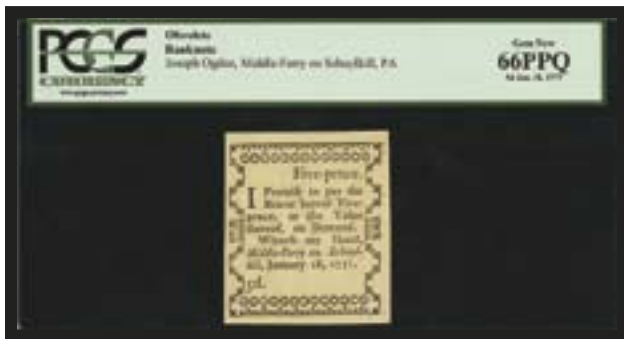 PCGS
CURRENCY
Obsolete
Banknote
Joseph Ogden, Middle Ferry on Schuylkill, PA
Gem New
66PPQ
Five-pence.
I Promise to pay the
Bearer hereof Five-
pence, or the Value
thereof, on Demand.
Witness my Hand,
Middle-Ferry on Schuyl-
kill, January 18,
5d.